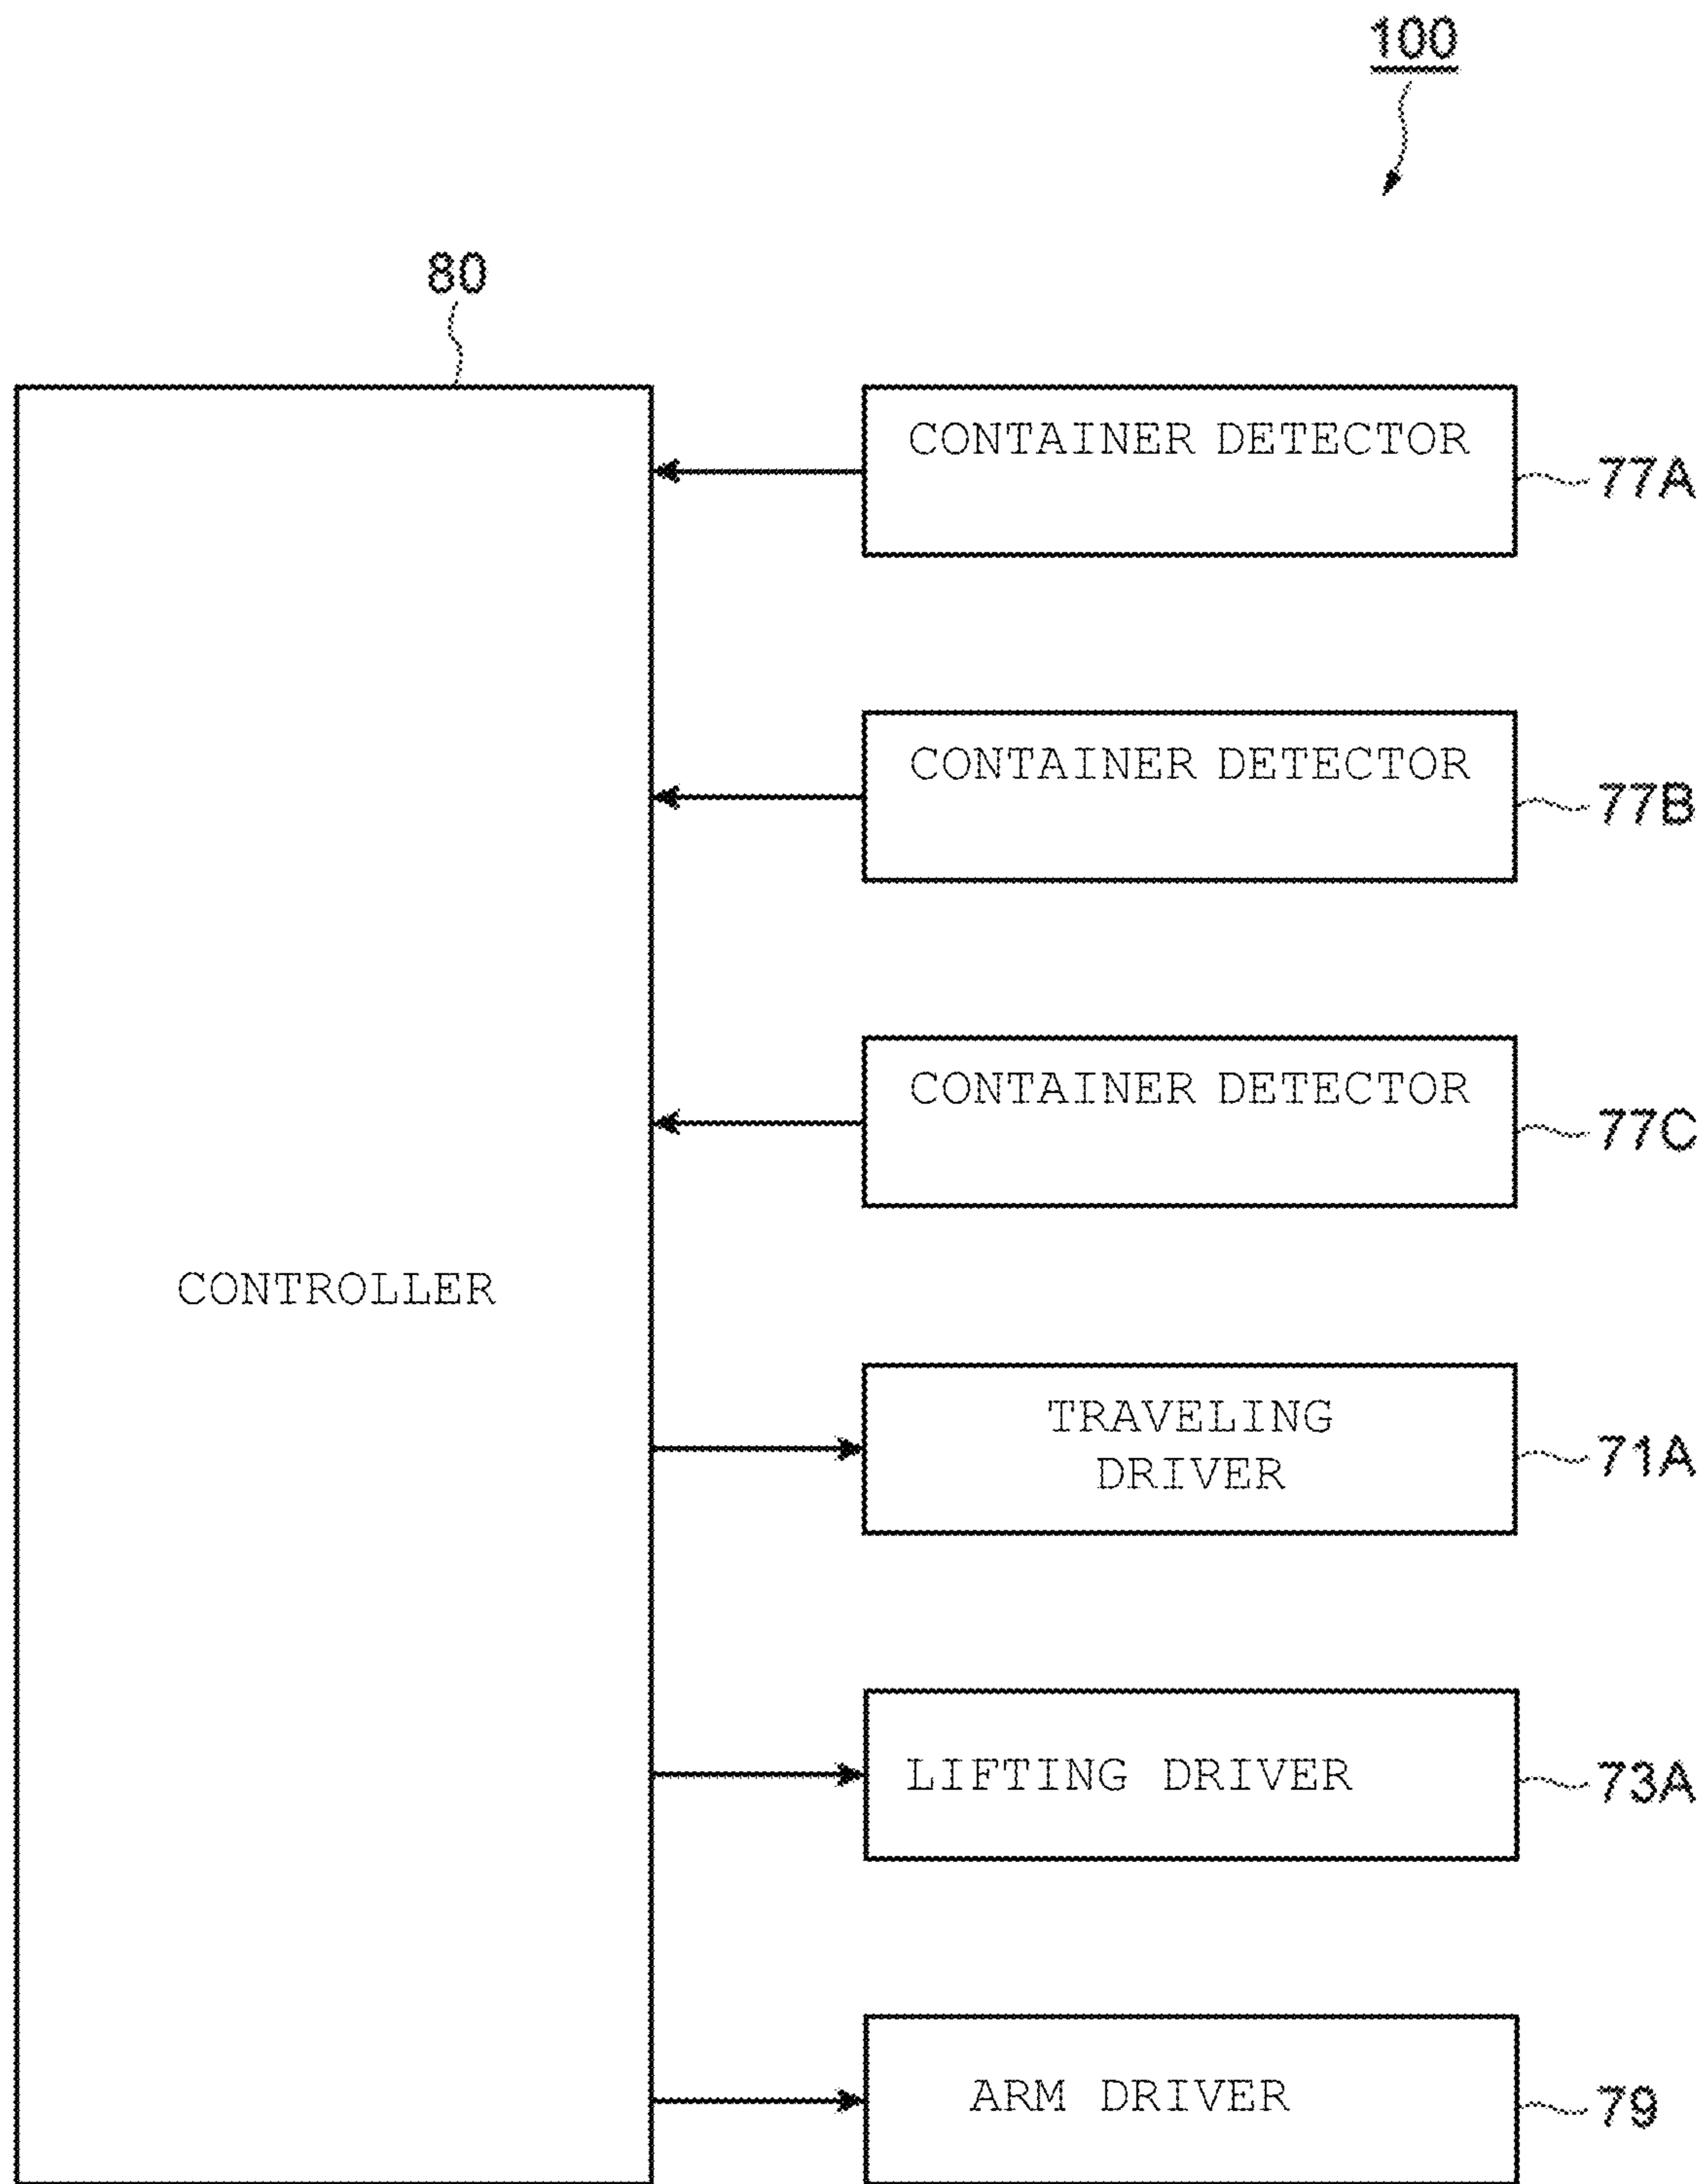 100
80
CONTAINER DETECTOR
77A
CONTAINER DETECTOR
77B
CONTAINER DETECTOR
77C
CONTROLLER
TRAVELING
DRIVER
71A
LIFTING DRIVER
73A
ARM DRIVER
79